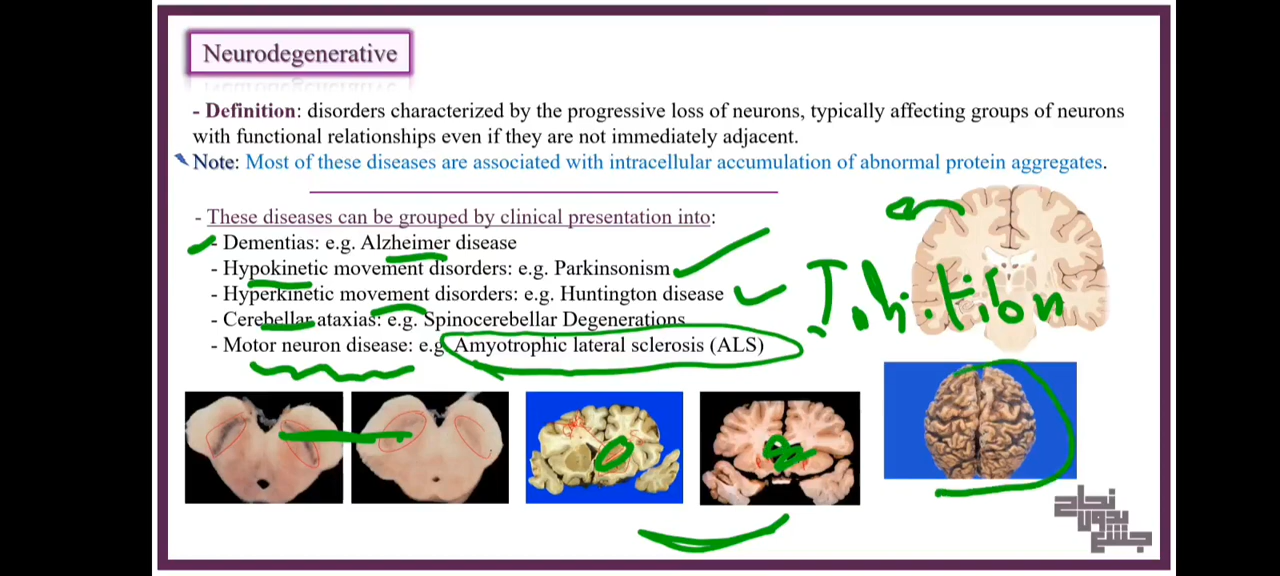 Neurodegenerative
- Definition: disorders characterized by the progressive loss of neurons, typically affecting groups of neurons
with functional relationships even if they are not immediately adjacent.
Note: Most of these diseases are associated with intracellular accumulation of abnormal protein aggregates.
- These diseases can be grouped by clinical presentation into:
- Dementias: e.g. Alzheimer disease
- Hypokinetic movement disorders: e.g. Parkinsonism
- Hyperkinetic movement disorders: e.g. Huntington disease
- Cerebellar ataxias: e.g. Spinocerebellar Degenerations
- Motor neuron disease: e.g Amyotrophic lateral sclerosis (ALS)
نجاح
بدون
جشع